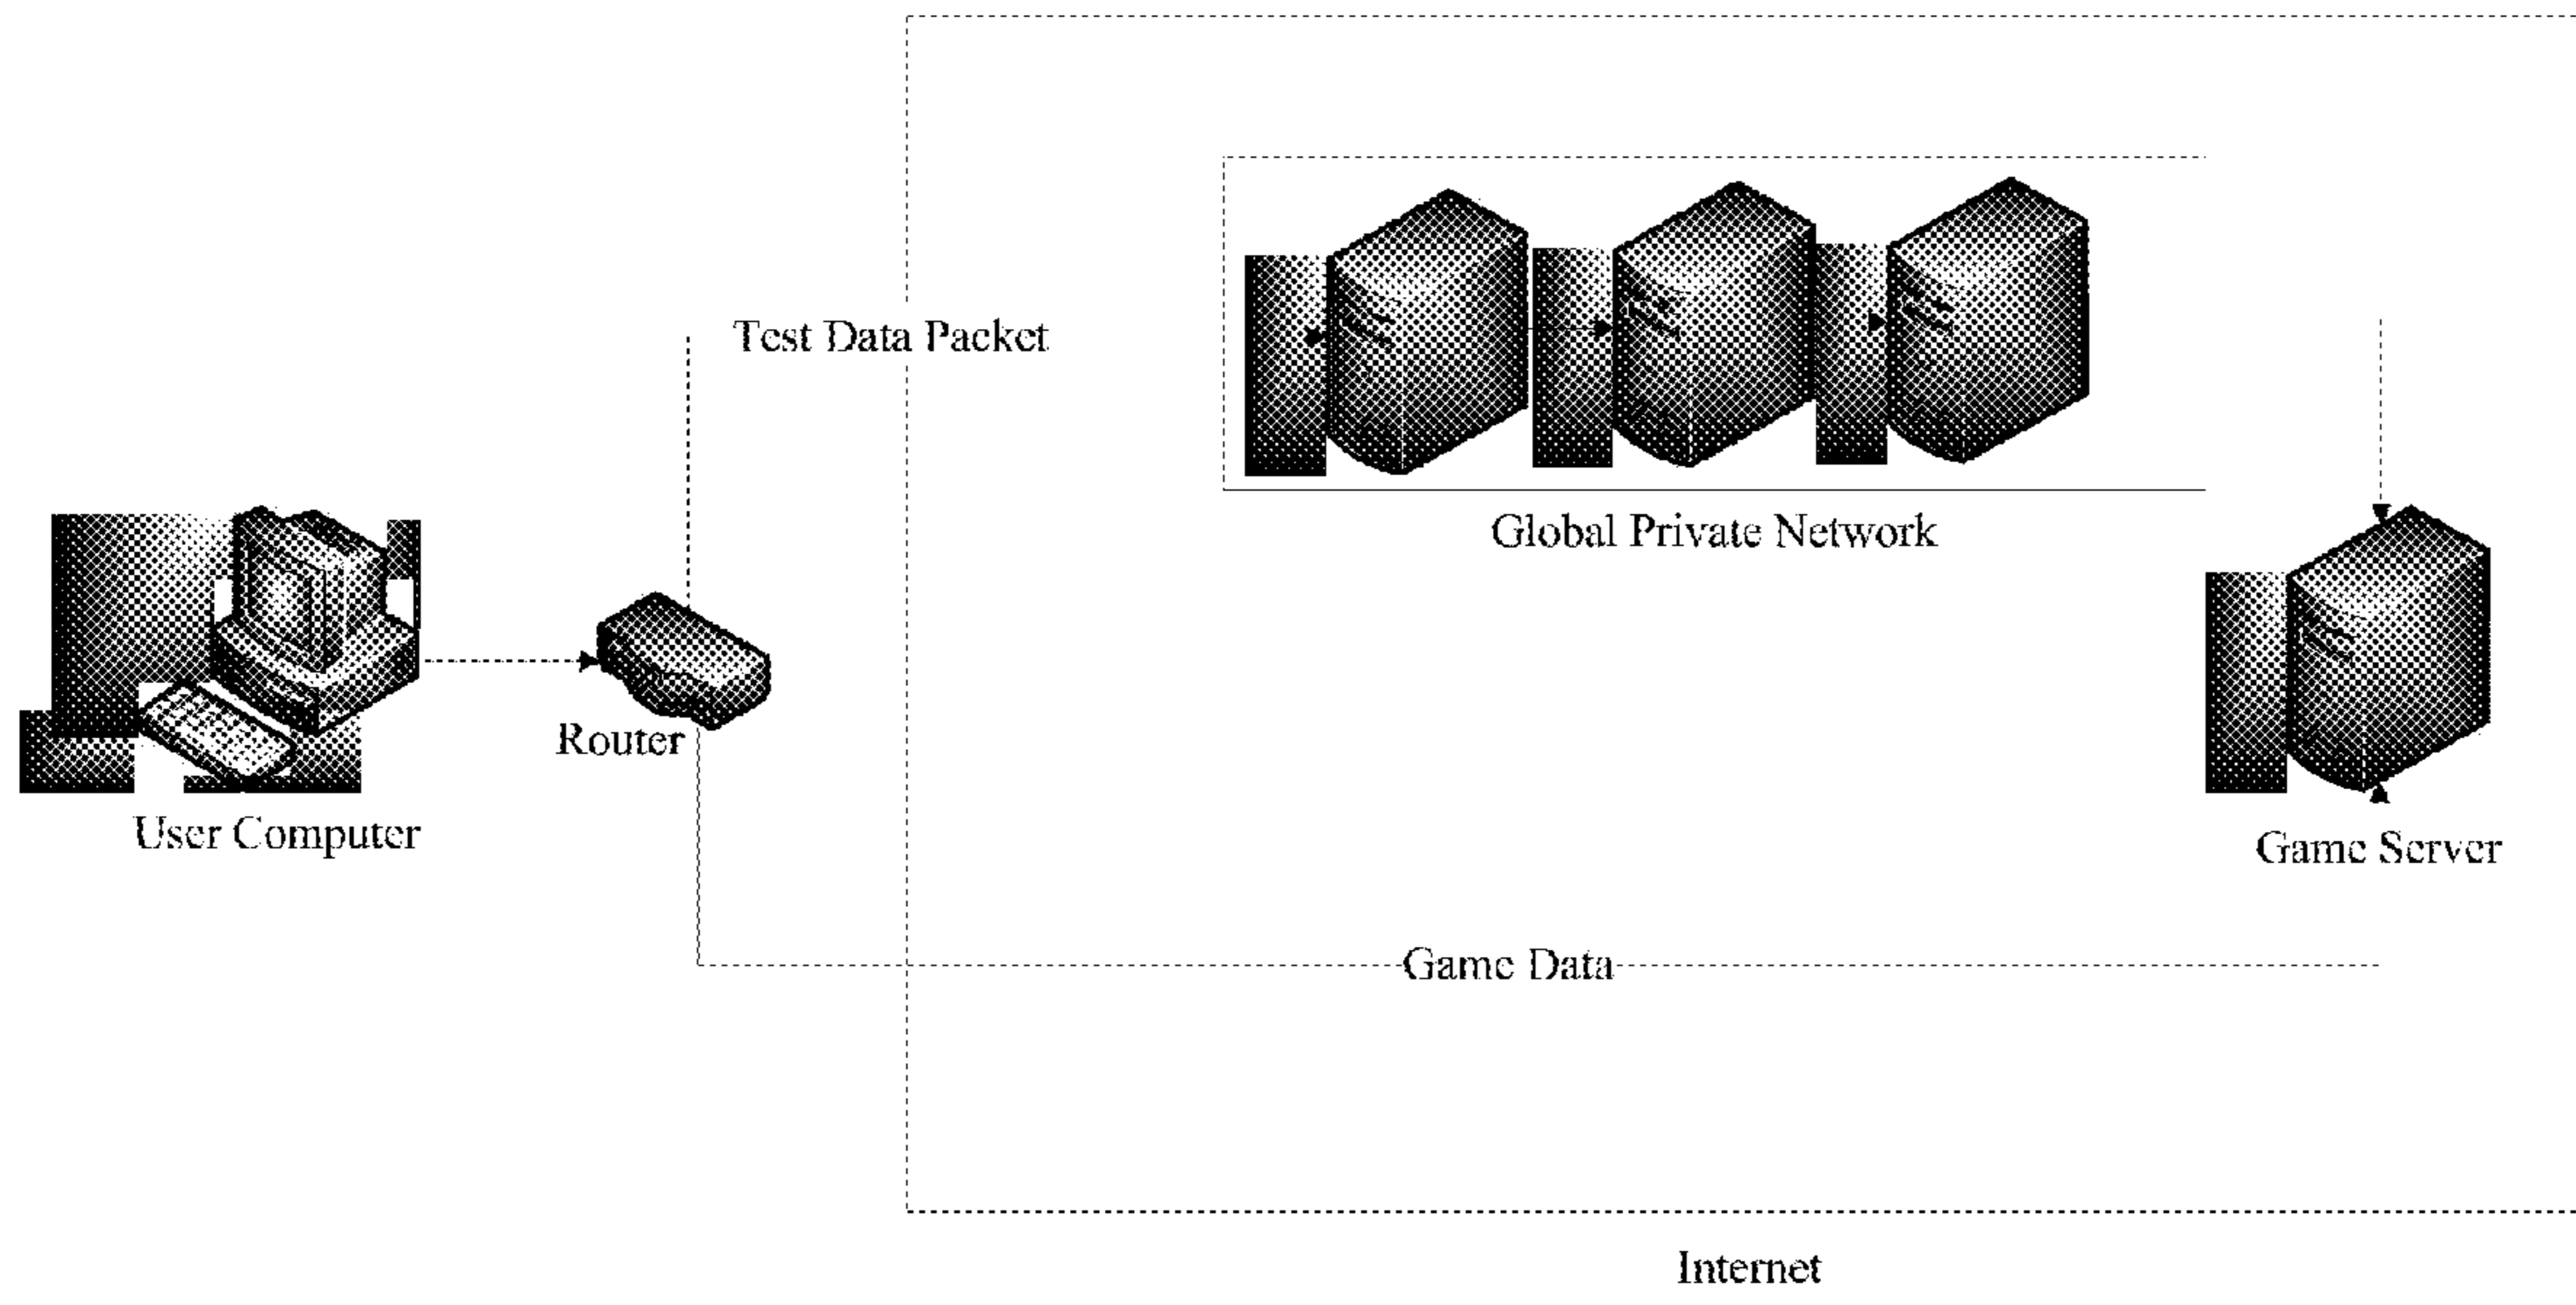 Test Data Packet
Global Private Network
Router
User Computer
Game Server
Game Data
Internet